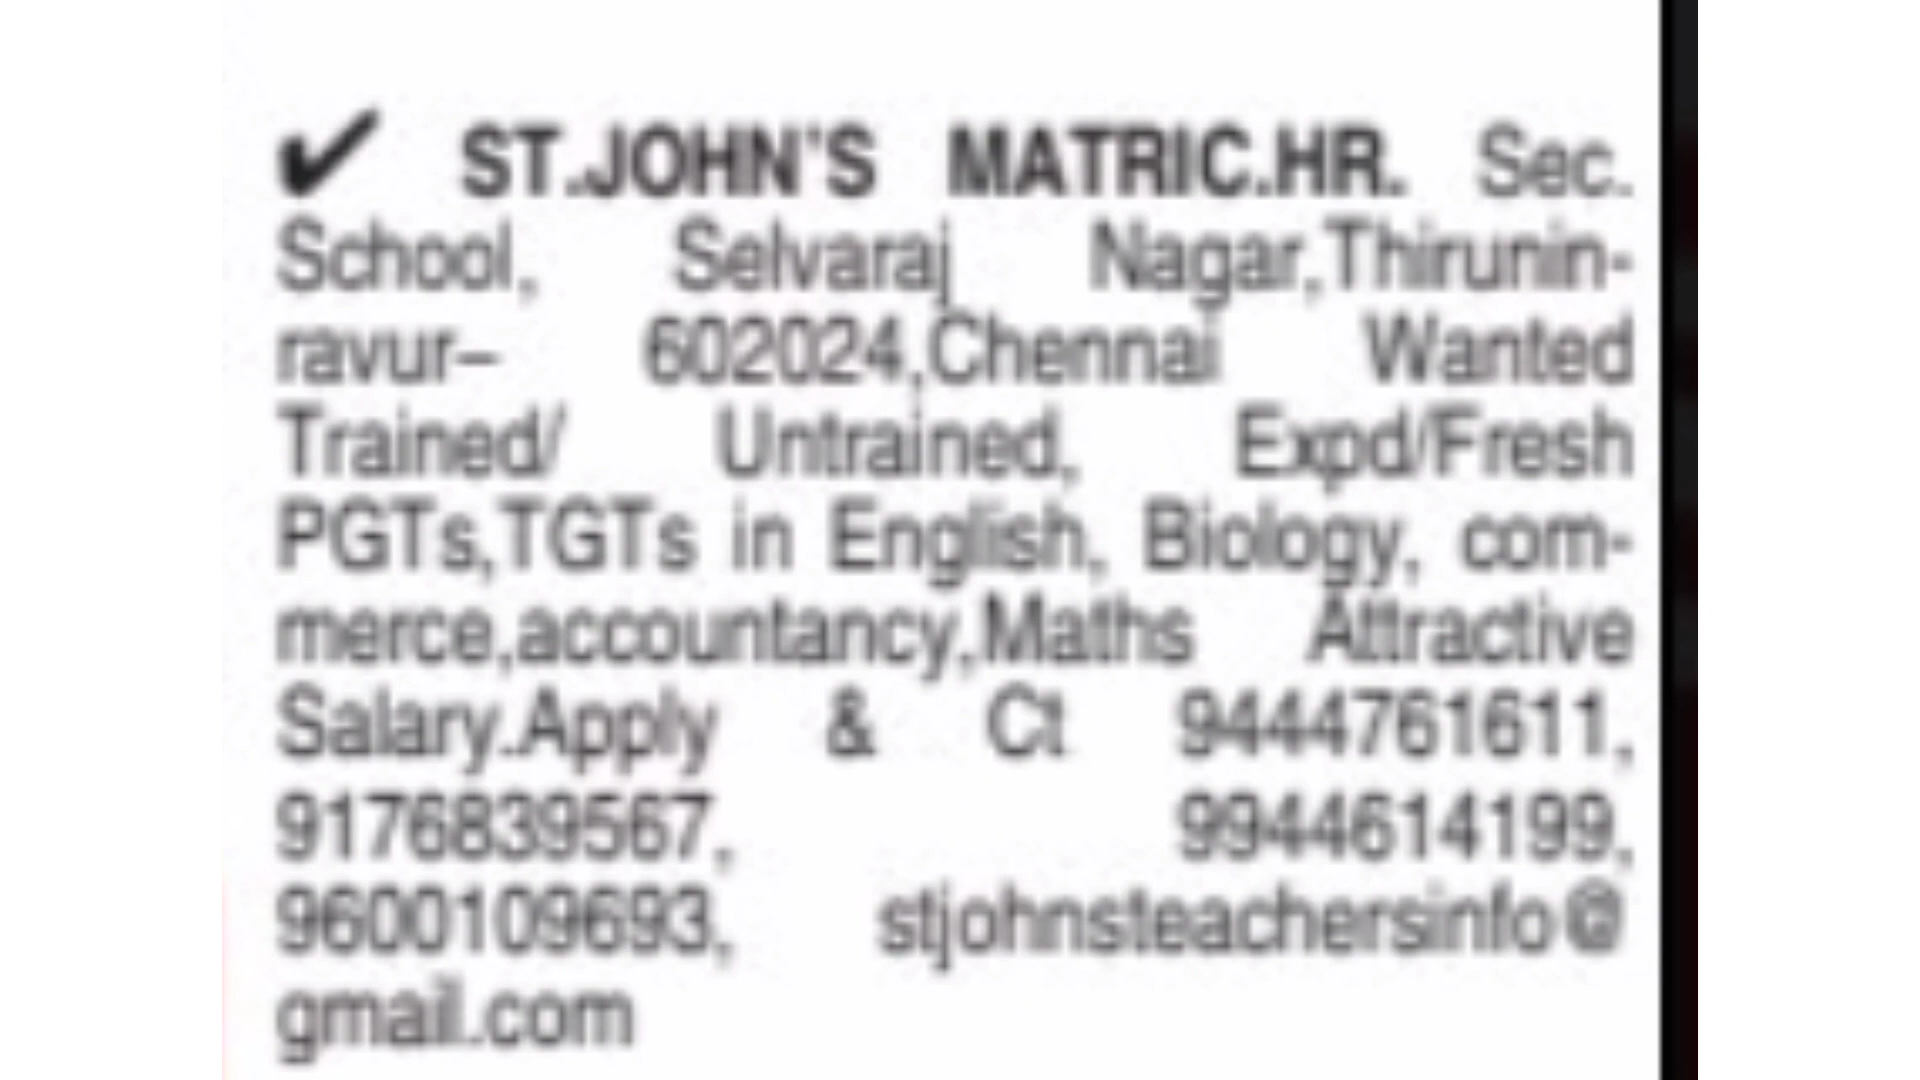 ✔ ST.JOHN'S MATRIC.HR. Sec.
School, Selvaraj Nagar,Thirunin-
ravur– 602024,Chennai Wanted
Trained/ Untrained, Expd/Fresh
PGTs,TGTs in English, Biology, com-
merce,accountancy,Maths Attractive
Salary.Apply & Ct 9444761611,
9176839567, 9944614199,
9600109693, stjohnsteachersinfo@
gmail.com